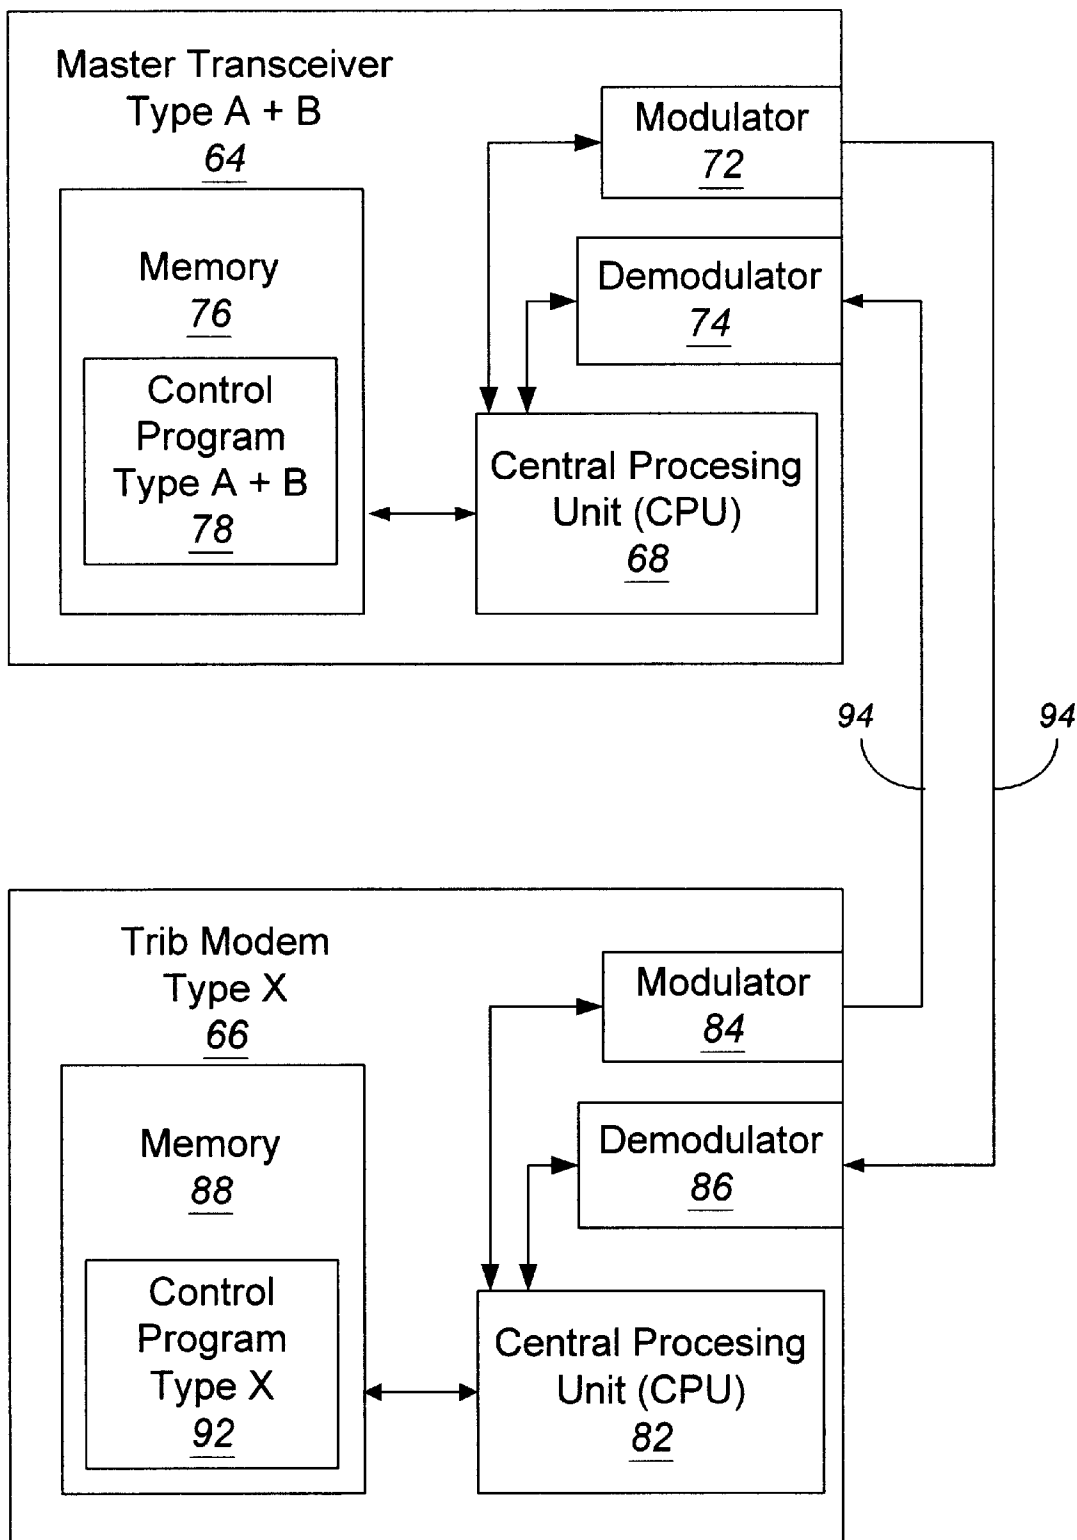 Master Transceiver
Type A + B
64
Modulator
72
Memory
76
Demodulator
74
Control
Program
Type A + B
78
Central Procesing
Unit (CPU)
68
94
94
Trib Modem
Type X
66
Modulator
84
Memory
88
Demodulator
86
Control
Program
Type X
92
Central Procesing
Unit (CPU)
82